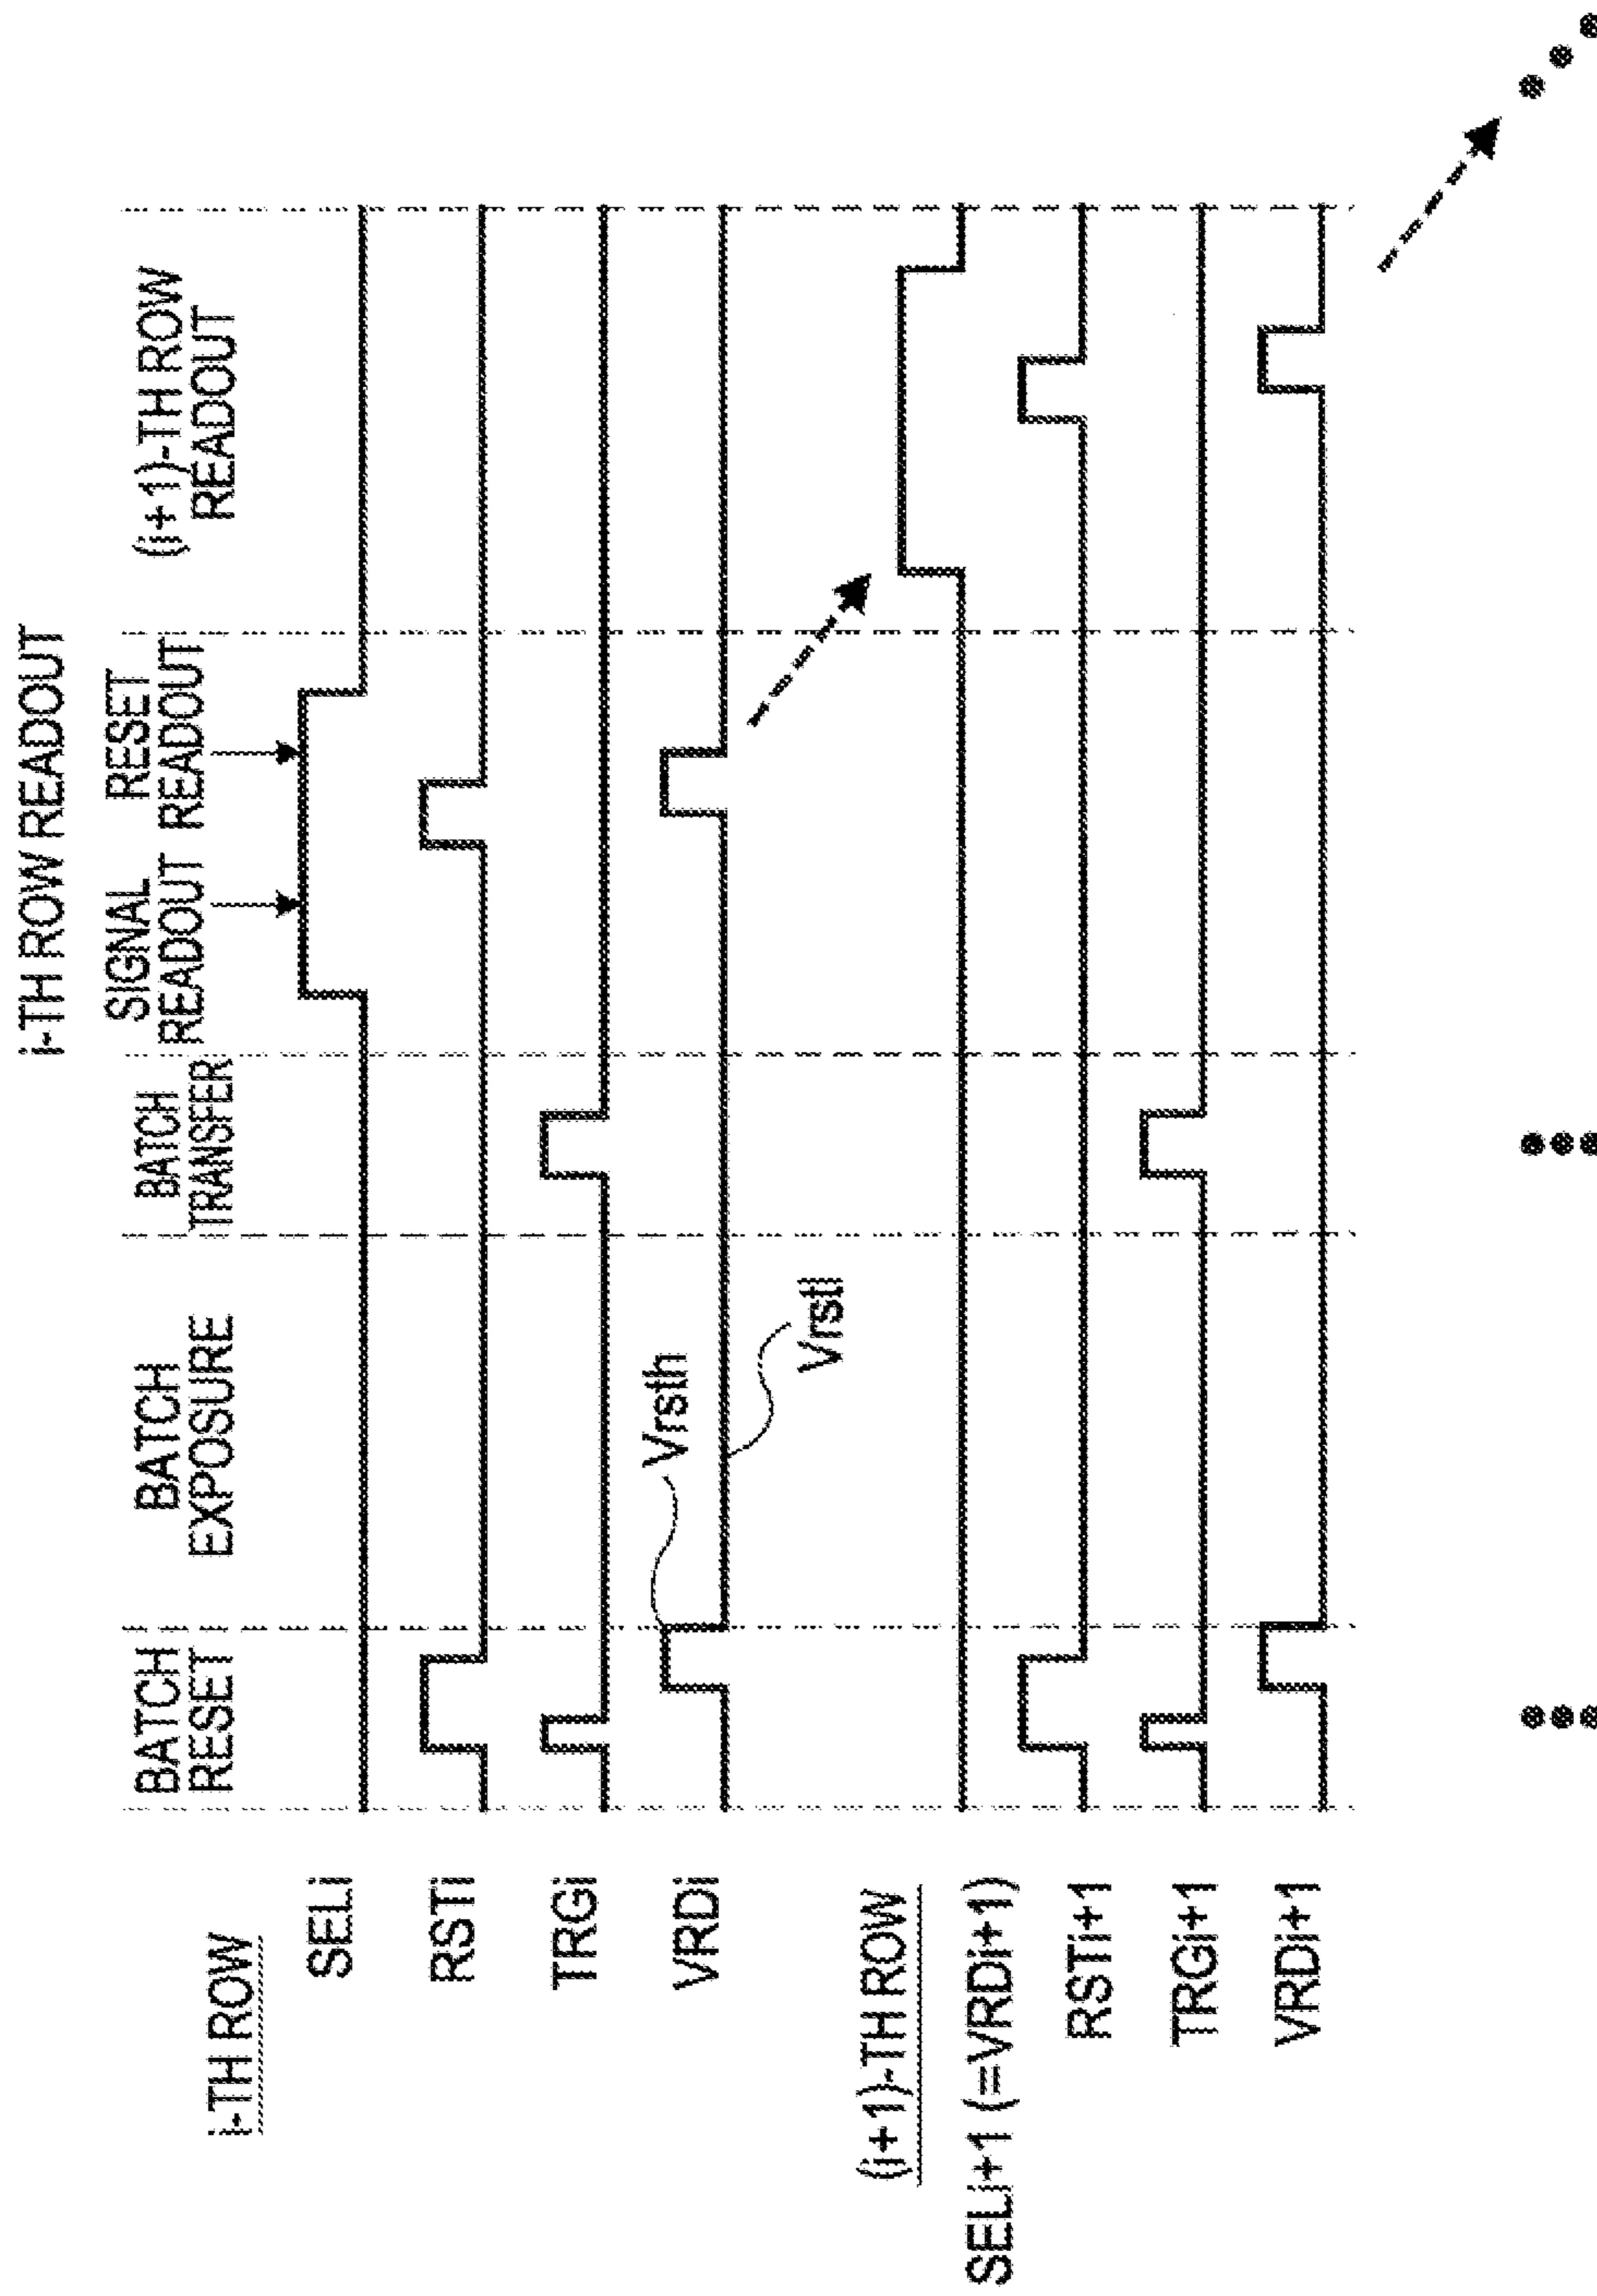 i-TH ROW READOUT
BATCH
RESET
BATCH
EXPOSURE
BATCH
TRANSFER
SIGNAL
READOUT
RESET
READOUT
(i+1)-TH ROW
READOUT
i-TH ROW
SELi
RSTi
TRGi
VRDi
Vrsth
Vrstl
(i+1)-TH ROW
SELi+1 (=VRDi+1)
RSTi+1
TRGi+1
VRDi+1